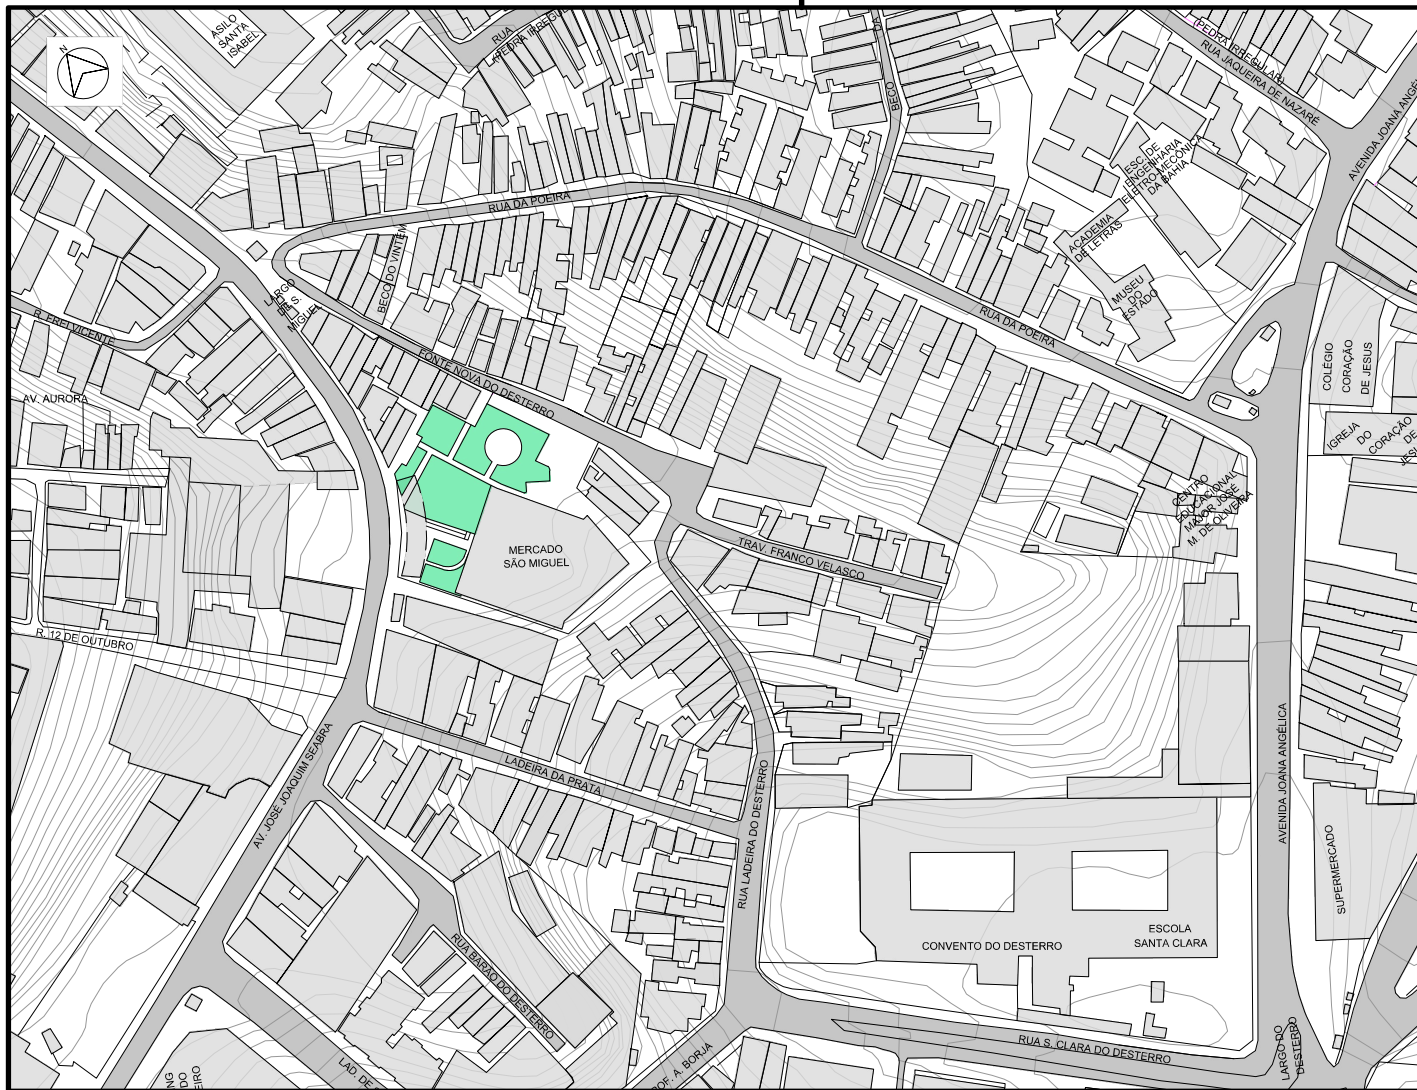 ASILO
SANTA
ISABEL
N
RUA
BECO
PEDRA IRREGULAR
RUA JAQUEIRA DE NAZARÉ
ESC. DE
ENGENHARIA
ELETRO-MECÔNICA
DA BAHIA
ACADEMIA
DE LETRAS
MUSEU
DO
ESTADO
RUA DA POEIRA
BECO DO VINTÉM
LARGO
DE S.
MIGUEL
R. FREI VICENTE
FONTE NOVA DO DESTERRO
RUA DA POEIRA
COLÉGIO
CORAÇÃO
DE JESUS
AV. AURORA
IGREJA
DO
CORAÇÃO
DE
CENTRO
EDUCACIONAL
MAJOR JOSÉ
M. DE OLIVEIRA
MERCADO
SÃO MIGUEL
TRAV. FRANCO VELASCO
R. 12 DE OUTUBRO
AV. JOSÉ JOAQUIM SEABRA
LADEIRA DA PRATA
RUA LADEIRA DO DESTERRO
AVENIDA JOANA ANGÉLICA
SUPERMERCADO
CONVENTO DO DESTERRO
ESCOLA
SANTA CLARA
RUA BARÃO DO DESTERRO
RUA S. CLARA DO DESTERRO
LARGO DO
DESTERRO
LAD. DE
A. BORJA